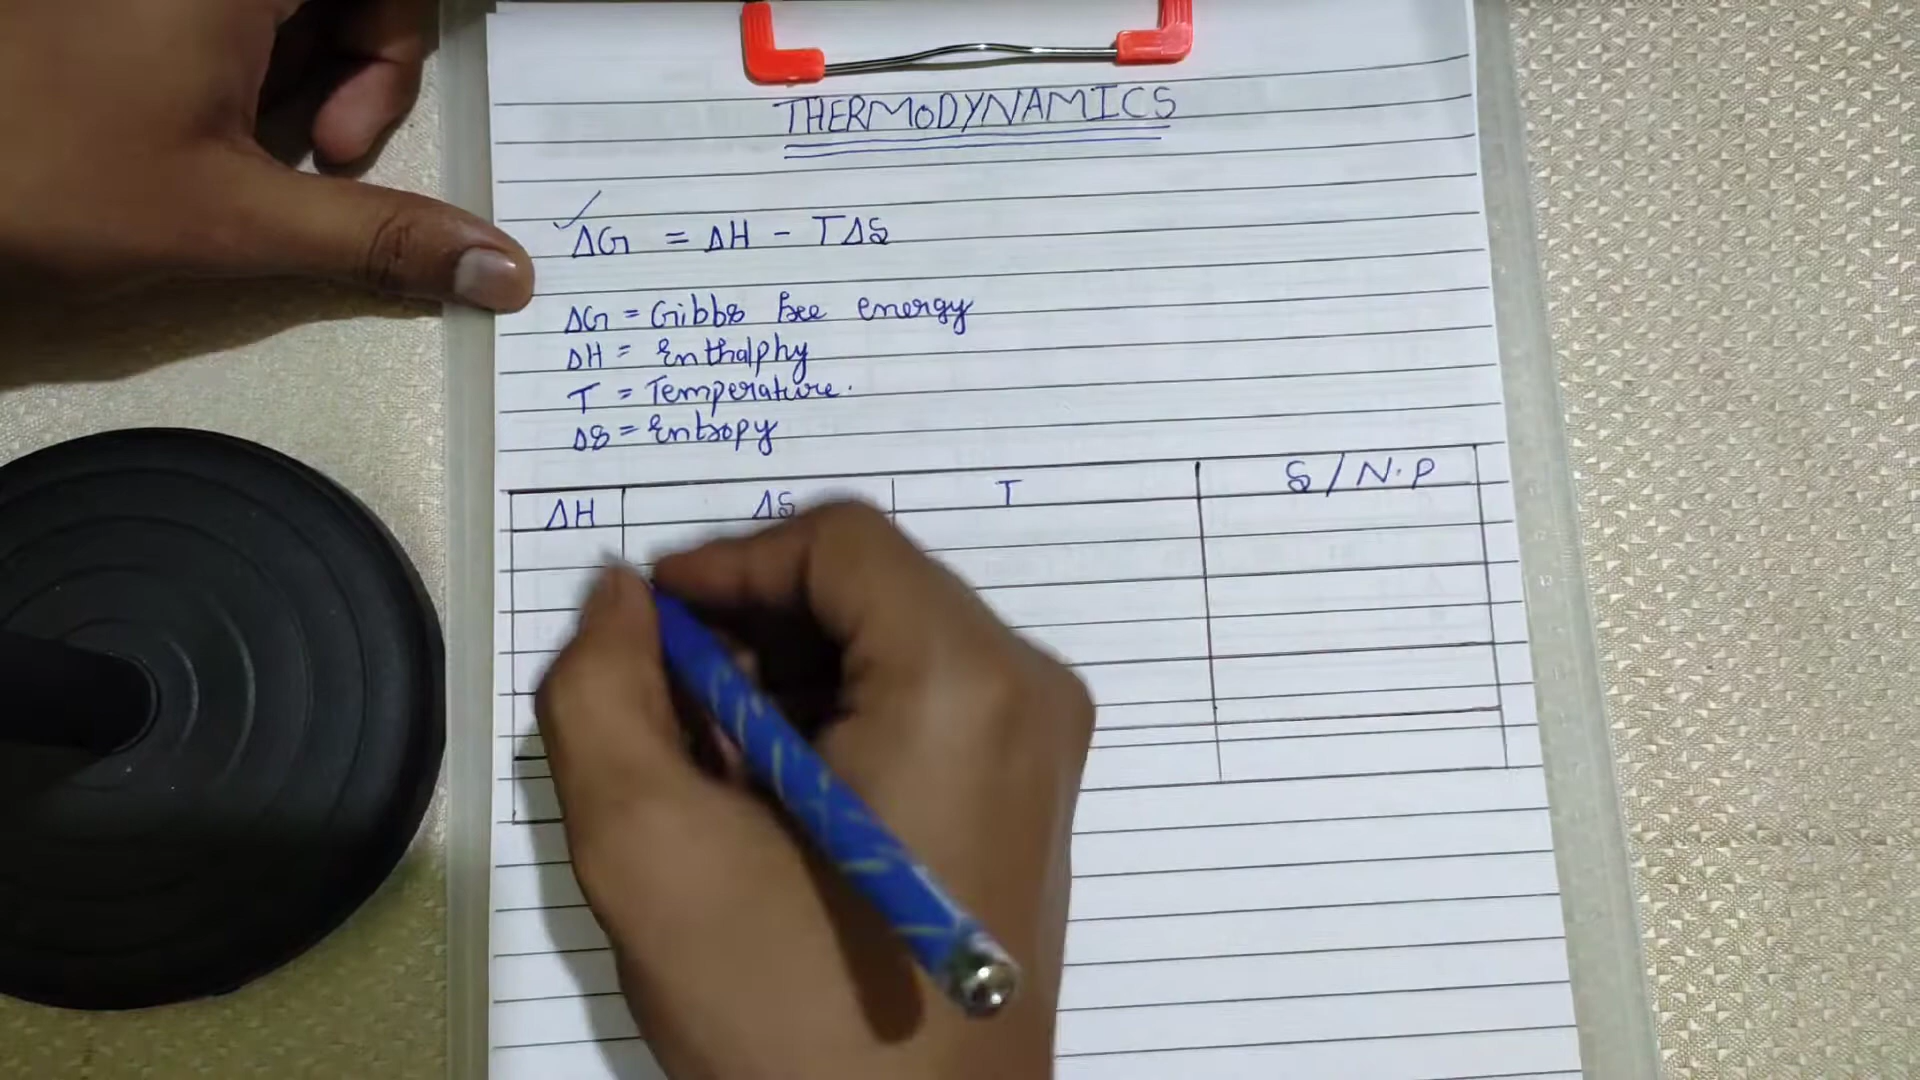 THERMODYNAMICS
ΔG = ΔH - TΔS
ΔG = Gibbs free energy
ΔH = Enthalphy
T = Temperature.
ΔS = Entropy
ΔH ΔS T S/N.P